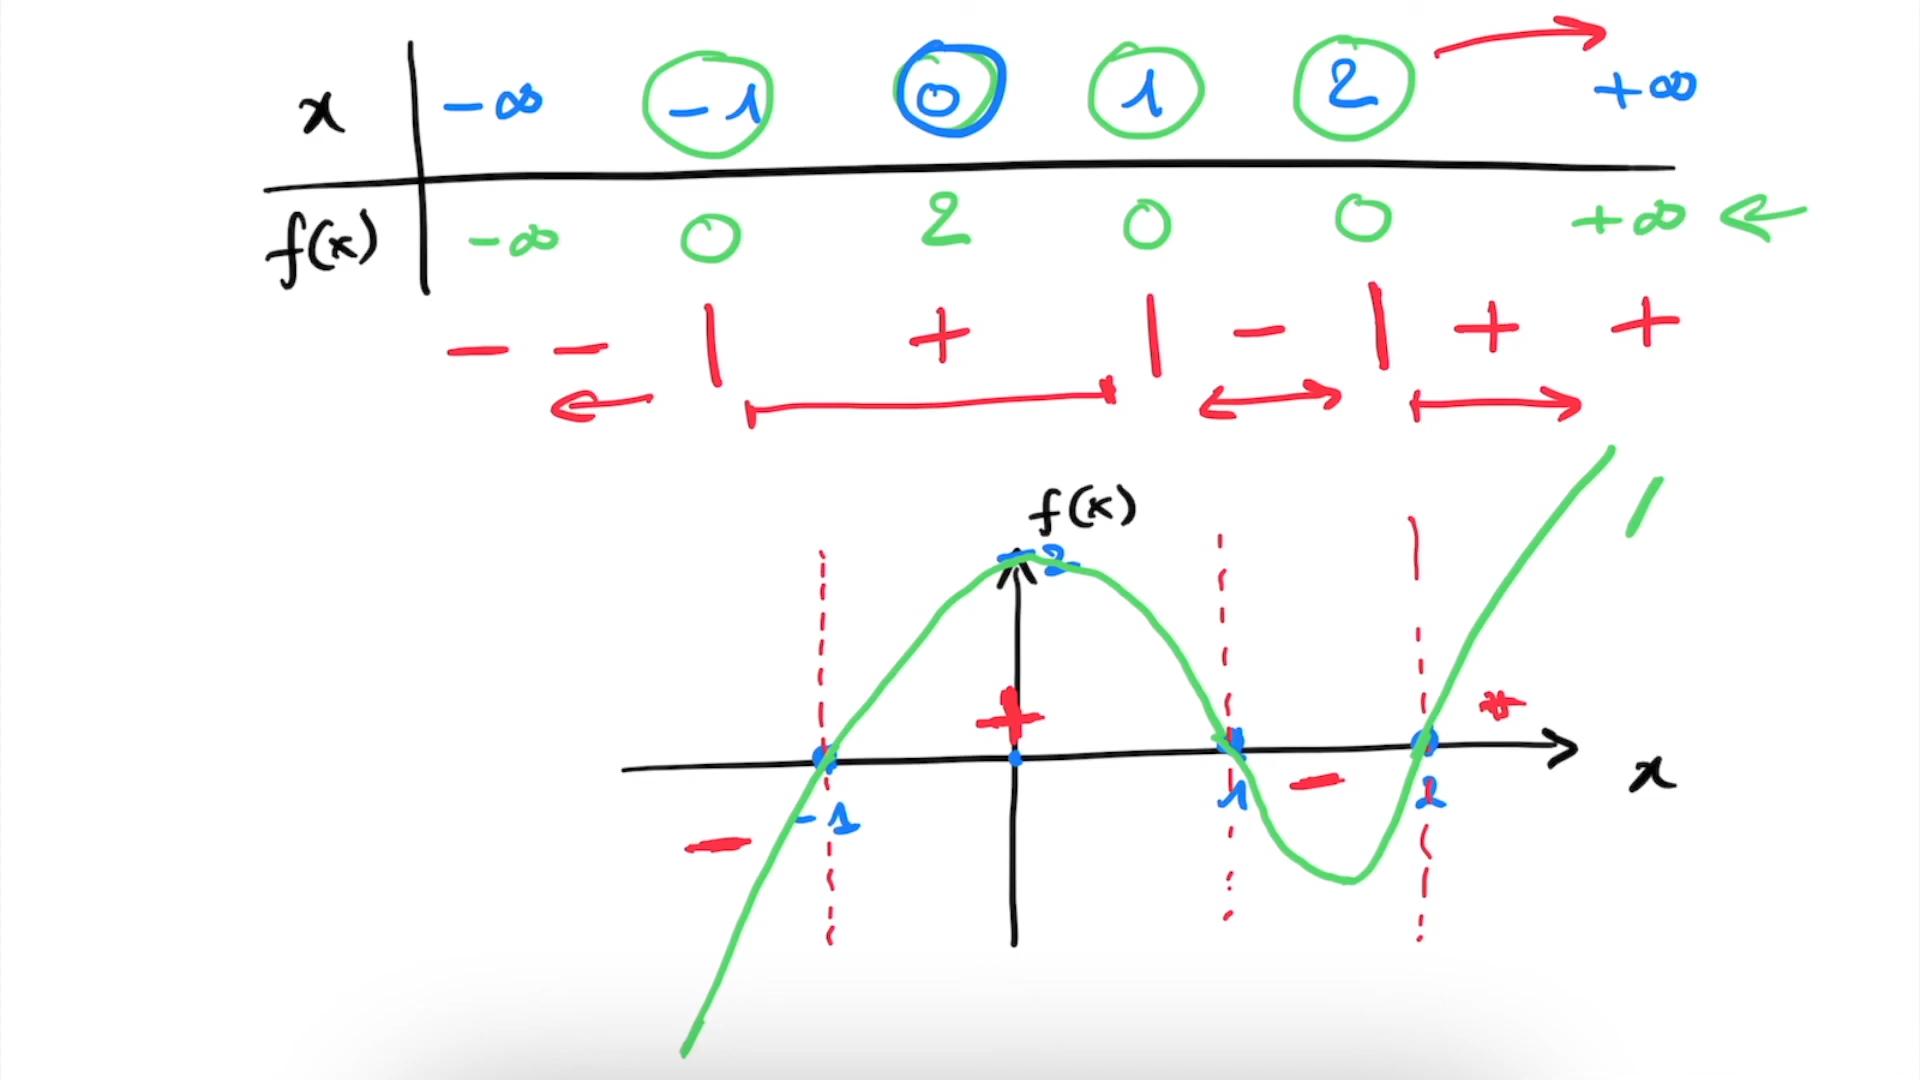 x -∞ -1 0 1 2 +∞
f(x) -∞ 0 2 0 0 +∞
- - | + | - | + +
f(x)
2
+
-1 1 2 x
- -